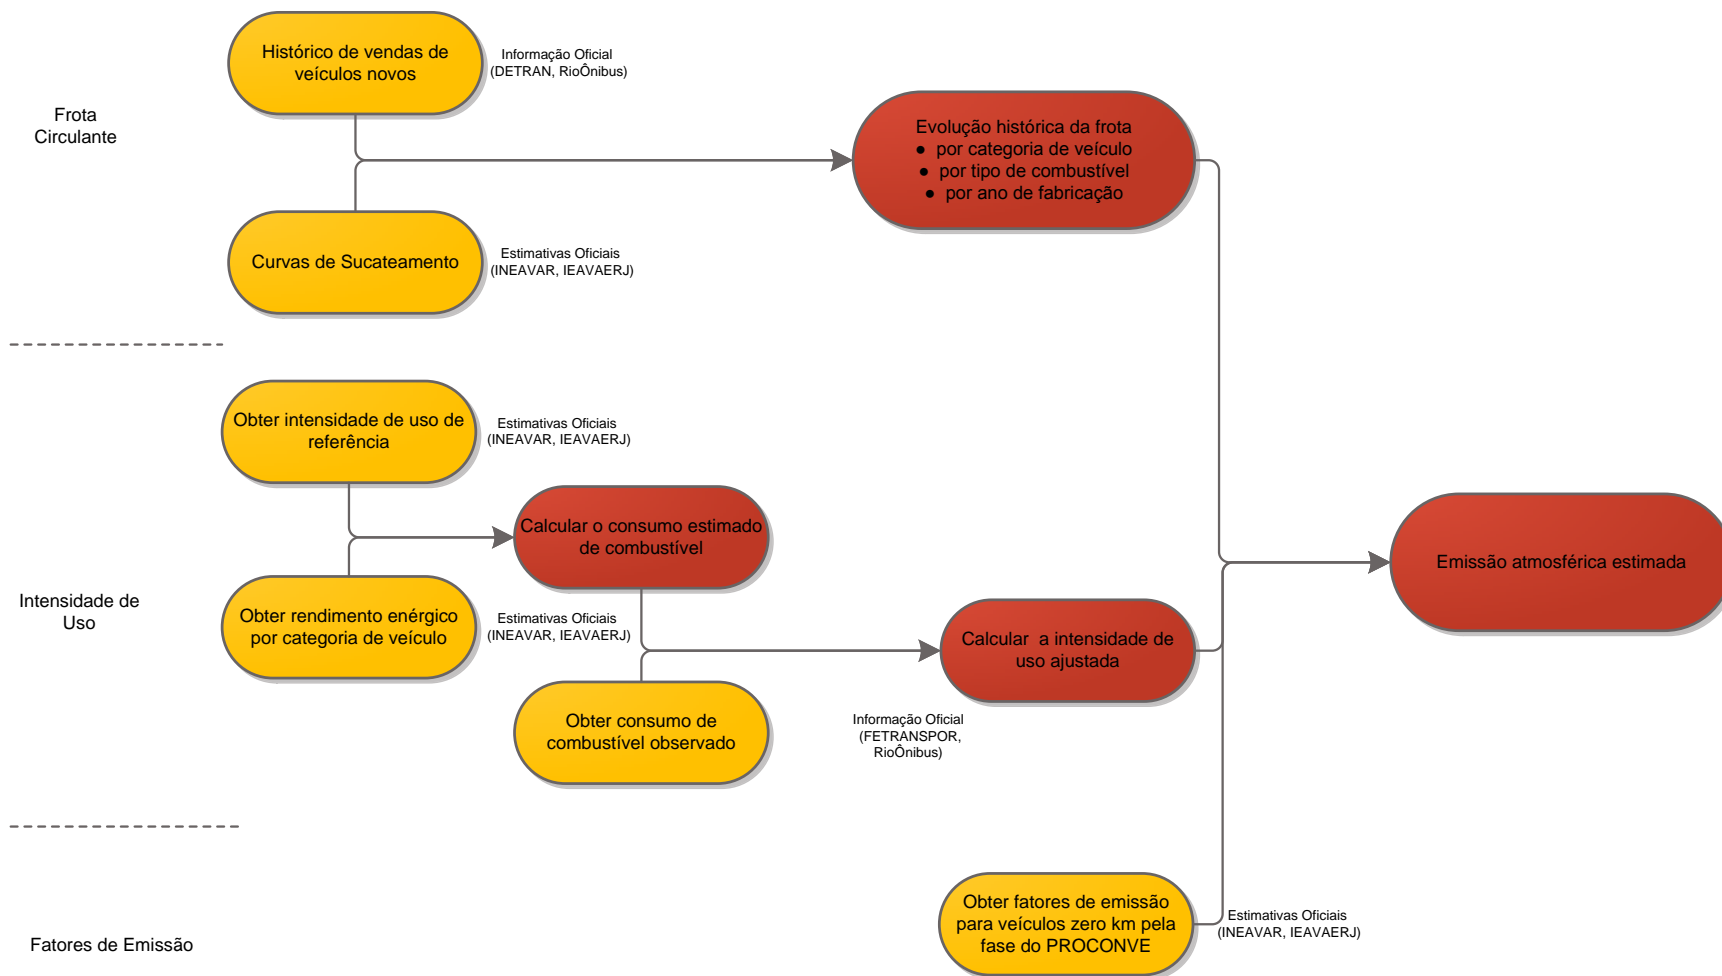 Histórico de vendas de
veículos novos
Informação Oficial
(DETRAN, RioÔnibus)
Frota
Circulante
Evolução histórica da frota
● por categoria de veículo
● por tipo de combustível
● por ano de fabricação
Curvas de Sucateamento
Estimativas Oficiais
(INEAVAR, IEAVAERJ)
Obter intensidade de uso de
referência
Estimativas Oficiais
(INEAVAR, IEAVAERJ)
Calcular o consumo estimado
de combustível
Emissão atmosférica estimada
Intensidade de
Uso
Obter rendimento enérgico
por categoria de veículo
Estimativas Oficiais
(INEAVAR, IEAVAERJ)
Calcular a intensidade de
uso ajustada
Obter consumo de
combustível observado
Informação Oficial
(FETRANSPOR,
RioÔnibus)
Obter fatores de emissão
para veículos zero km pela
fase do PROCONVE
Estimativas Oficiais
(INEAVAR, IEAVAERJ)
Fatores de Emissão